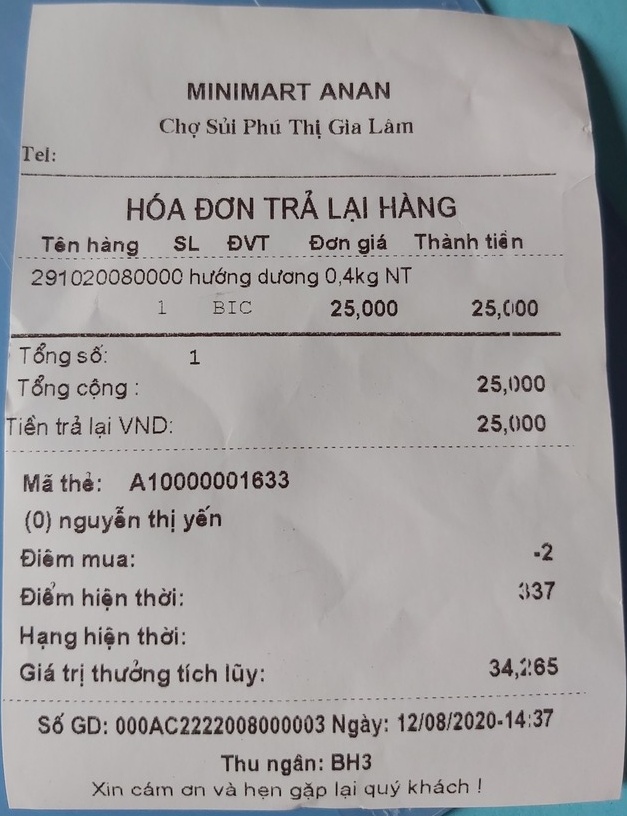 MINIMART ANAN
Chợ Sủi Phú Thị Gia Lâm
Tel:
HÓA ĐƠN TRẢ LẠI HÀNG
Tên hàng SL ĐVT Đơn giá Thành tiền
291020080000 hướng dương 0,4kg NT
1 BIC 25,000 25,000
Tổng số: 1
Tổng cộng : 25,000
Tiền trả lại VND: 25,000
Mã thẻ: A10000001633
(0) nguyễn thị yến
Điểm mua: -2
Điểm hiện thời: 337
Hạng hiện thời:
Giá trị thưởng tích lũy: 34,265
Số GD: 000AC2222008000003 Ngày: 12/08/2020-14:37
Thu ngân: BH3
Xin cám ơn và hẹn gặp lại quý khách !